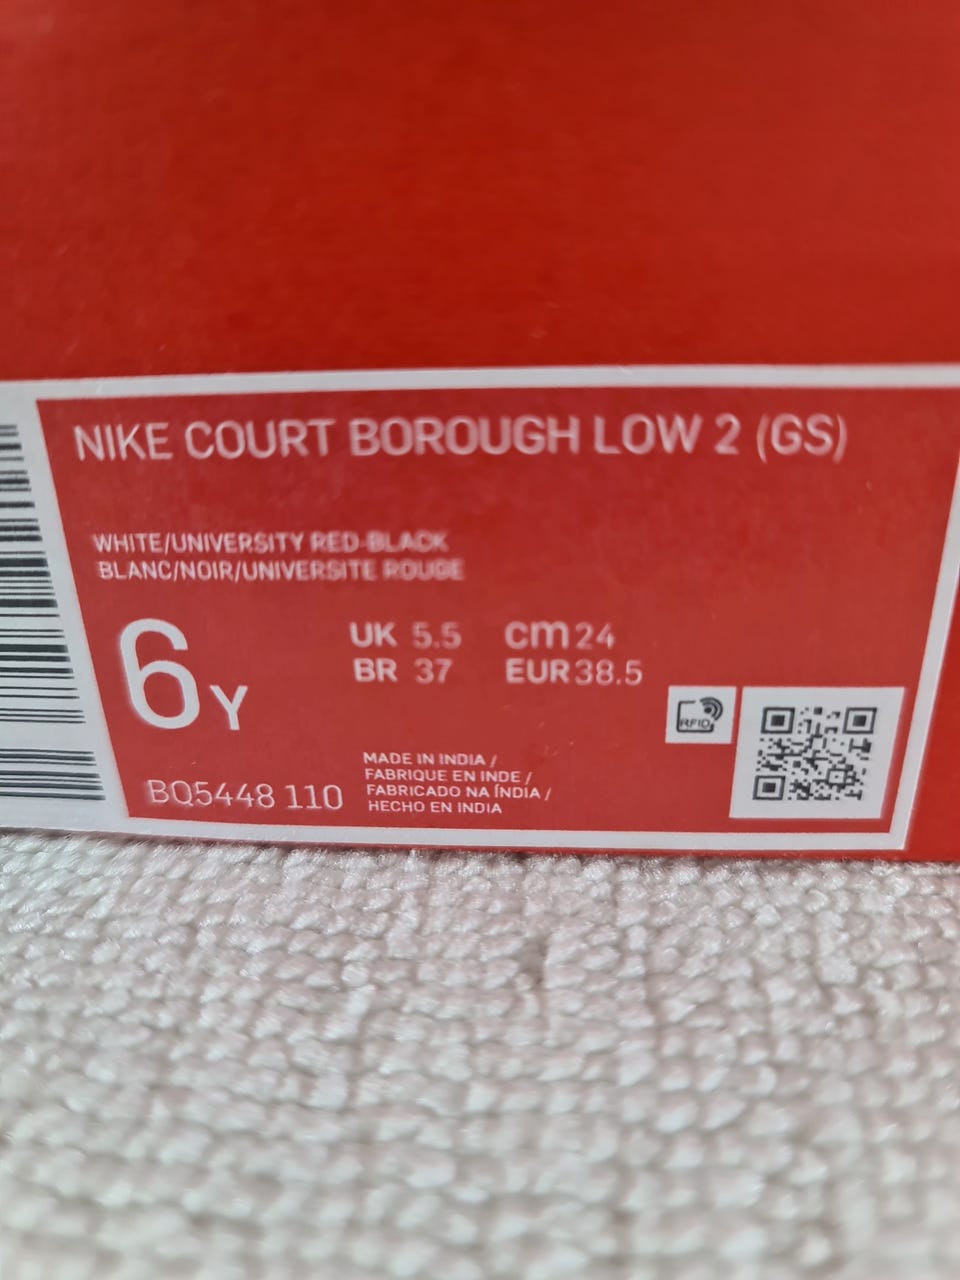 NIKE COURT BOROUGH LOW 2 (GS)
WHITE/UNIVERSITY RED-BLACK
BLANC/NOIR/UNIVERSITE ROUGE
6Y
UK 5.5 cm 24
BR 37 EUR 38.5
RFID
BQ5448 110
MADE IN INDIA /
FABRIQUE EN INDE /
FABRICADO NA ÍNDIA /
HECHO EN INDIA